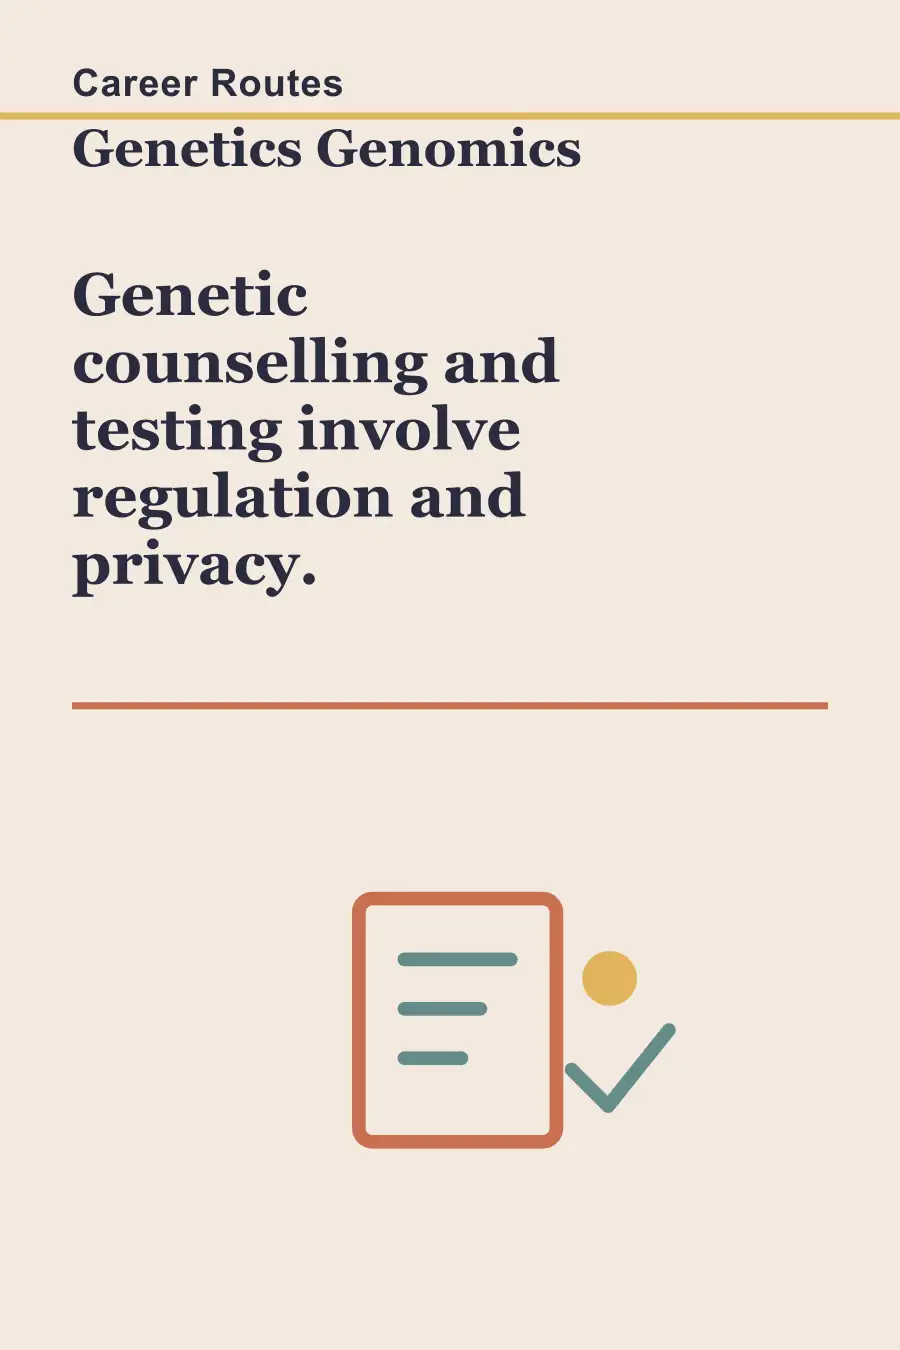 Career Routes
Genetics Genomics
Genetic
counselling and
testing involve
regulation and
privacy.